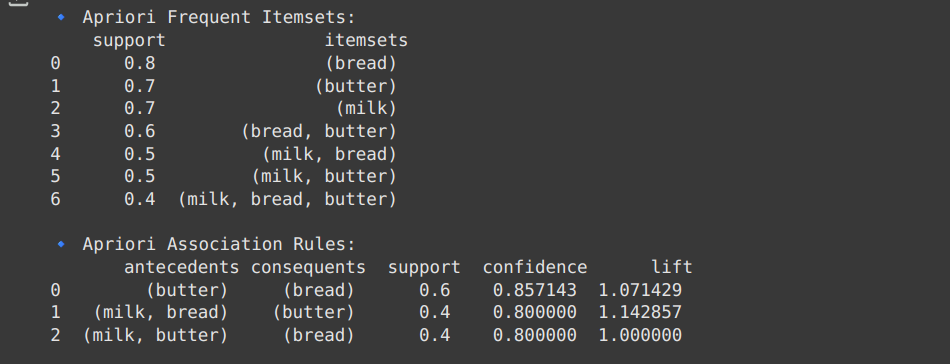 🔹 Apriori Frequent Itemsets:
   support               itemsets
0      0.8                (bread)
1      0.7               (butter)
2      0.7                 (milk)
3      0.6        (bread, butter)
4      0.5          (milk, bread)
5      0.5         (milk, butter)
6      0.4  (milk, bread, butter)
🔹 Apriori Association Rules:
      antecedents consequents  support  confidence      lift
0        (butter)     (bread)      0.6    0.857143  1.071429
1   (milk, bread)    (butter)      0.4    0.800000  1.142857
2  (milk, butter)     (bread)      0.4    0.800000  1.000000